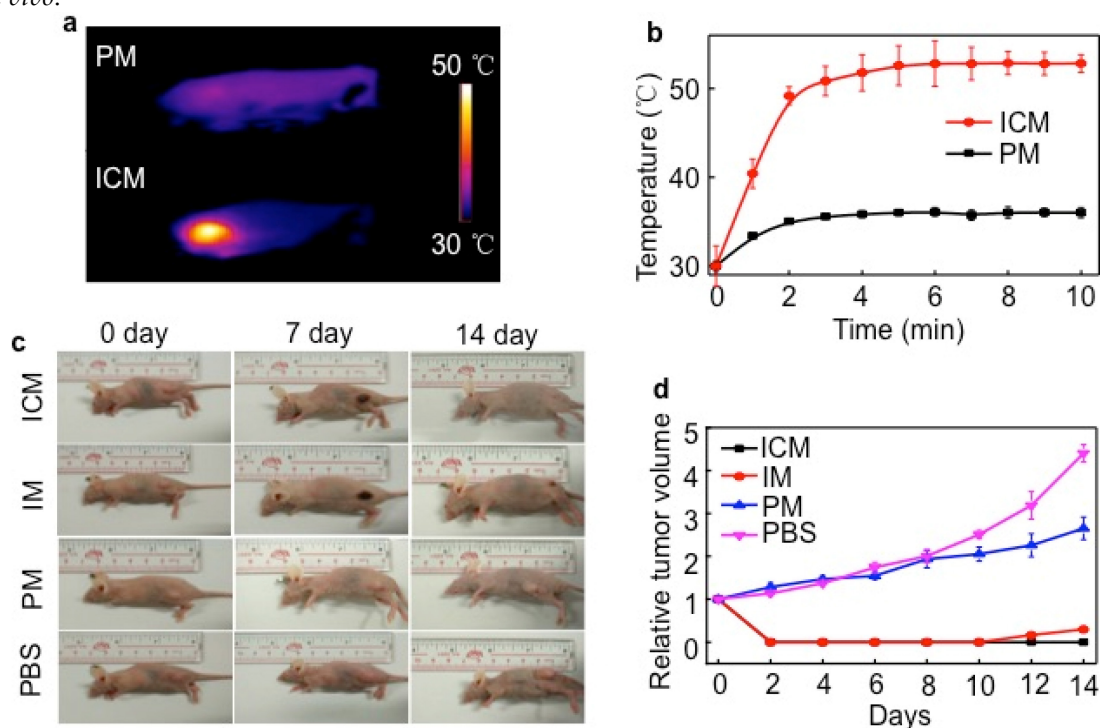 vivo.
a
PM
50 ℃
ICM
30 ℃
b
Temperature (℃)
50
40
30
ICM
PM
0 2 4 6 8 10
Time (min)
c
0 day 7 day 14 day
ICM
IM
PM
PBS
d
Relative tumor volume
5
4
3
2
1
0
ICM
IM
PM
PBS
0 2 4 6 8 10 12 14
Days